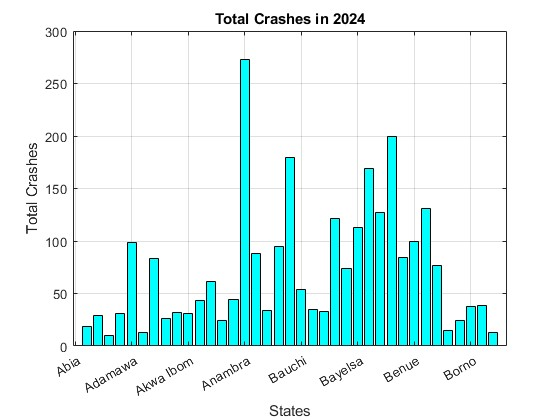 Total Crashes in 2024
Total Crashes
300
250
200
150
100
50
0
Abia
Adamawa
Akwa Ibom
Anambra
Bauchi
Bayelsa
Benue
Borno
States